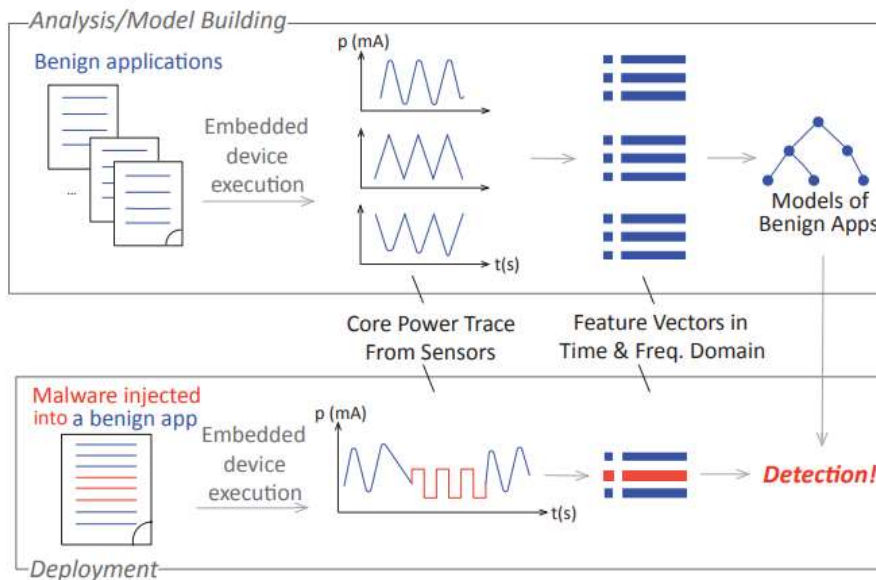 Analysis/Model Building
Benign applications
...
Embedded
device
execution
p (mA)
t(s)
Models of
Benign Apps
Core Power Trace
From Sensors
Feature Vectors in
Time & Freq. Domain
Malware injected
into a benign app
Embedded
device
execution
p (mA)
t(s)
Detection!
Deployment